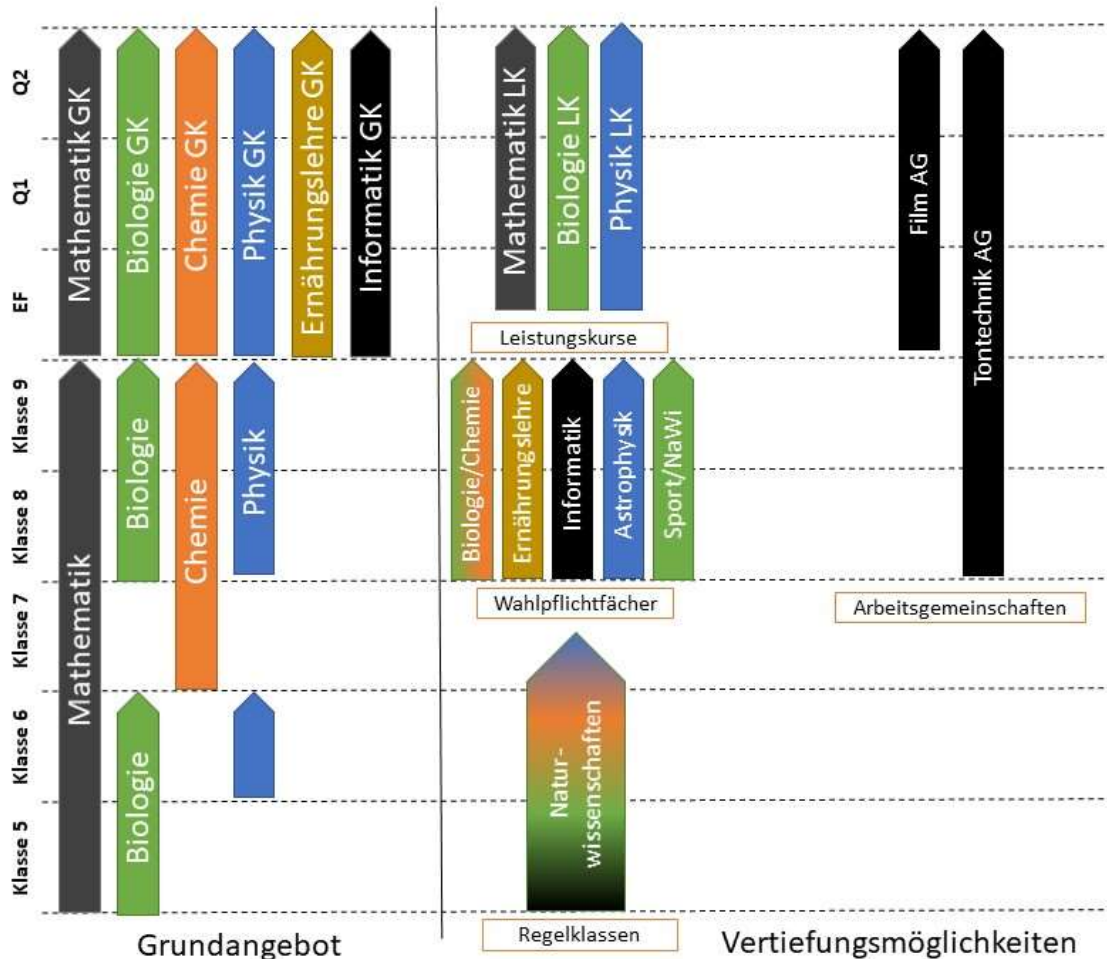 Q2
Q1
EF
Klasse 9
Klasse 8
Klasse 7
Klasse 6
Klasse 5
Mathematik GK
Biologie GK
Chemie GK
Physik GK
Ernährungslehre GK
Informatik GK
Mathematik
Biologie
Chemie
Physik
Biologie
Grundangebot
Mathematik LK
Biologie LK
Physik LK
Leistungskurse
Biologie/Chemie
Ernährungslehre
Informatik
Astrophysik
Sport/NaWi
Wahlpflichtfächer
Natur-
wissenschaften
Regelklassen
Film AG
Tontechnik AG
Arbeitsgemeinschaften
Vertiefungsmöglichkeiten